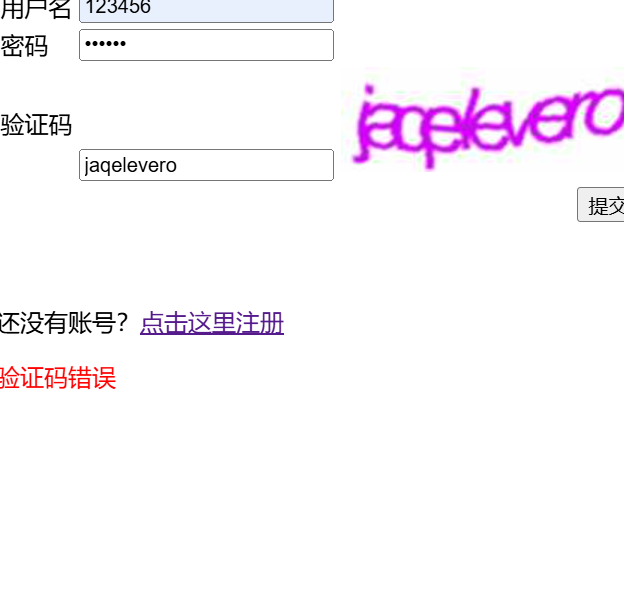 用户名 123456
密码 ••••••
验证码
jaqelevero
jaqelevero
提交
还没有账号？点击这里注册
验证码错误